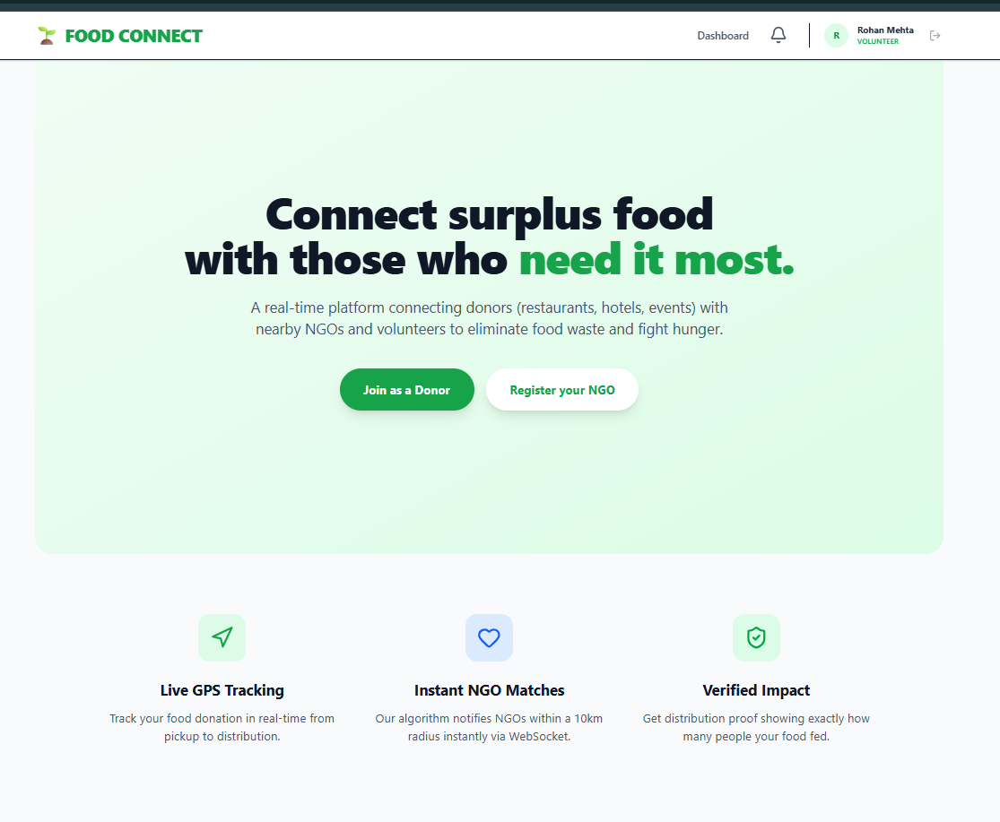 FOOD CONNECT
Dashboard
R
Rohan Mehta
VOLUNTEER
Connect surplus food
with those who need it most.
A real-time platform connecting donors (restaurants, hotels, events) with
nearby NGOs and volunteers to eliminate food waste and fight hunger.
Join as a Donor
Register your NGO
Live GPS Tracking
Track your food donation in real-time from
pickup to distribution.
Instant NGO Matches
Our algorithm notifies NGOs within a 10km
radius instantly via WebSocket.
Verified Impact
Get distribution proof showing exactly how
many people your food fed.